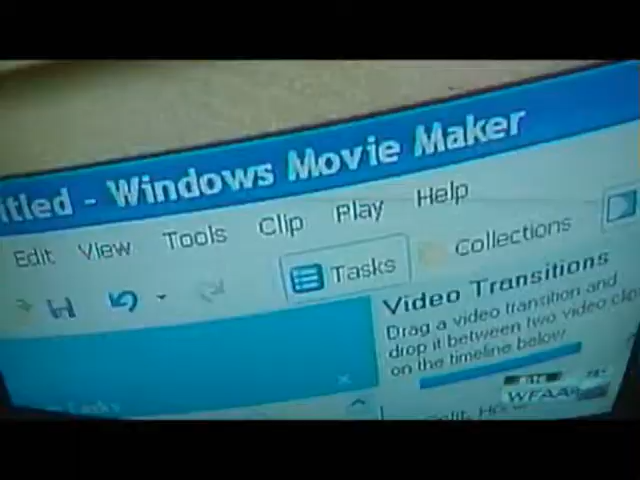 itled - Windows Movie Maker
Edit View Tools Clip Play Help
Tasks Collections
Video Transitions
Drag a video transition and
drop it between two video
on the timeline below.
WFAA